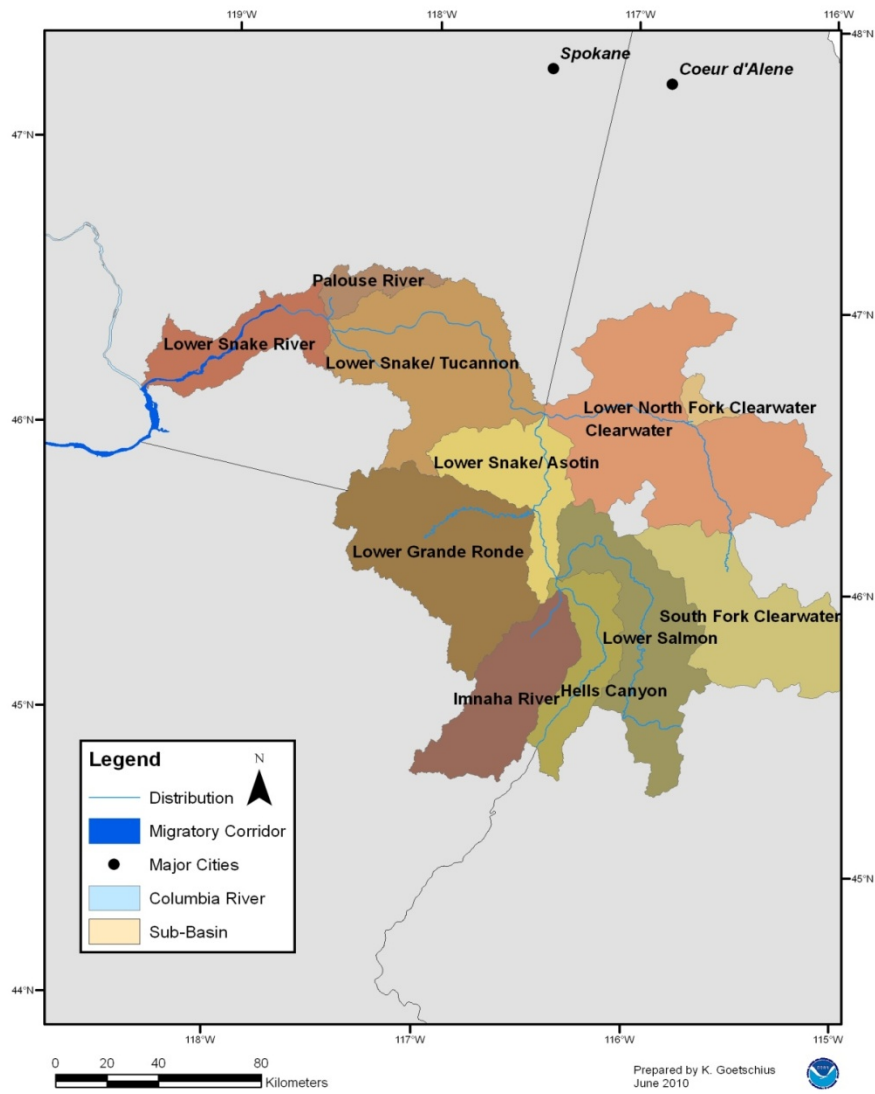 119°W
118°W
117°W
116°W
48°N
Spokane
Coeur d'Alene
47°N
47°N
Palouse River
Lower Snake River
Lower Snake/ Tucannon
Lower North Fork Clearwater
Clearwater
46°N
Lower Snake/ Asotin
Lower Grande Ronde
46°N
South Fork Clearwater
Lower Salmon
Hells Canyon
Imnaha River
45°N
Legend
N
Distribution
Migratory Corridor
Major Cities
Columbia River
Sub-Basin
45°N
44°N
118°W
117°W
116°W
115°W
0 20 40 80
Kilometers
Prepared by K. Goetschius
June 2010